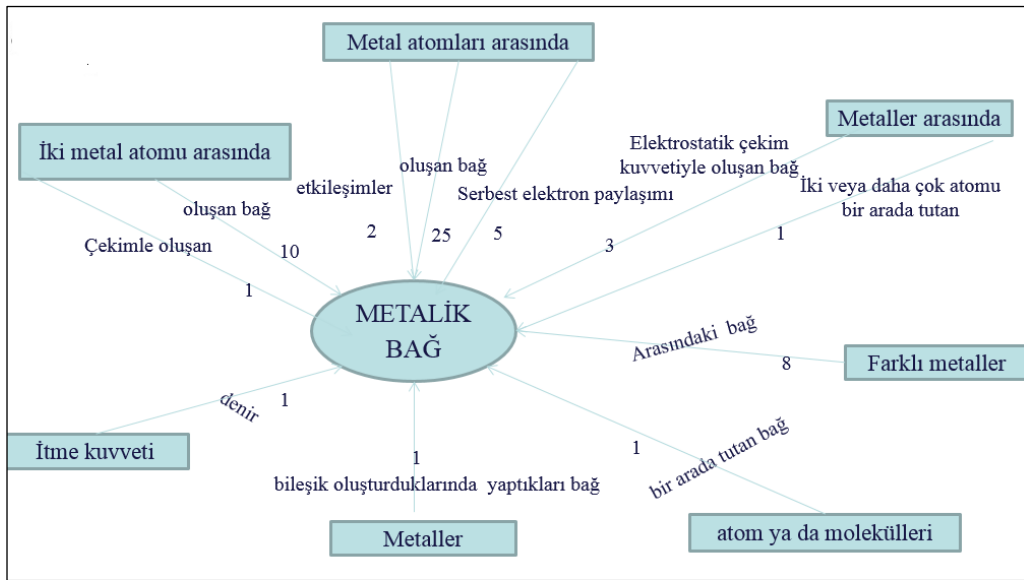 Metal atomları arasında
Metaller arasında
İki metal atomu arasında
Elektrostatik çekim
kuvvetiyle oluşan bağ
oluşan bağ
etkileşimler
Serbest elektron paylaşımı
İki veya daha çok atomu
bir arada tutan
oluşan bağ
Çekimle oluşan
2
25
5
3
1
10
1
METALİK
BAĞ
Arasındaki bağ
8
Farklı metaller
denir
1
İtme kuvveti
1
bileşik oluşturduklarında yaptıkları bağ
Metaller
1
bir arada tutan bağ
atom ya da molekülleri